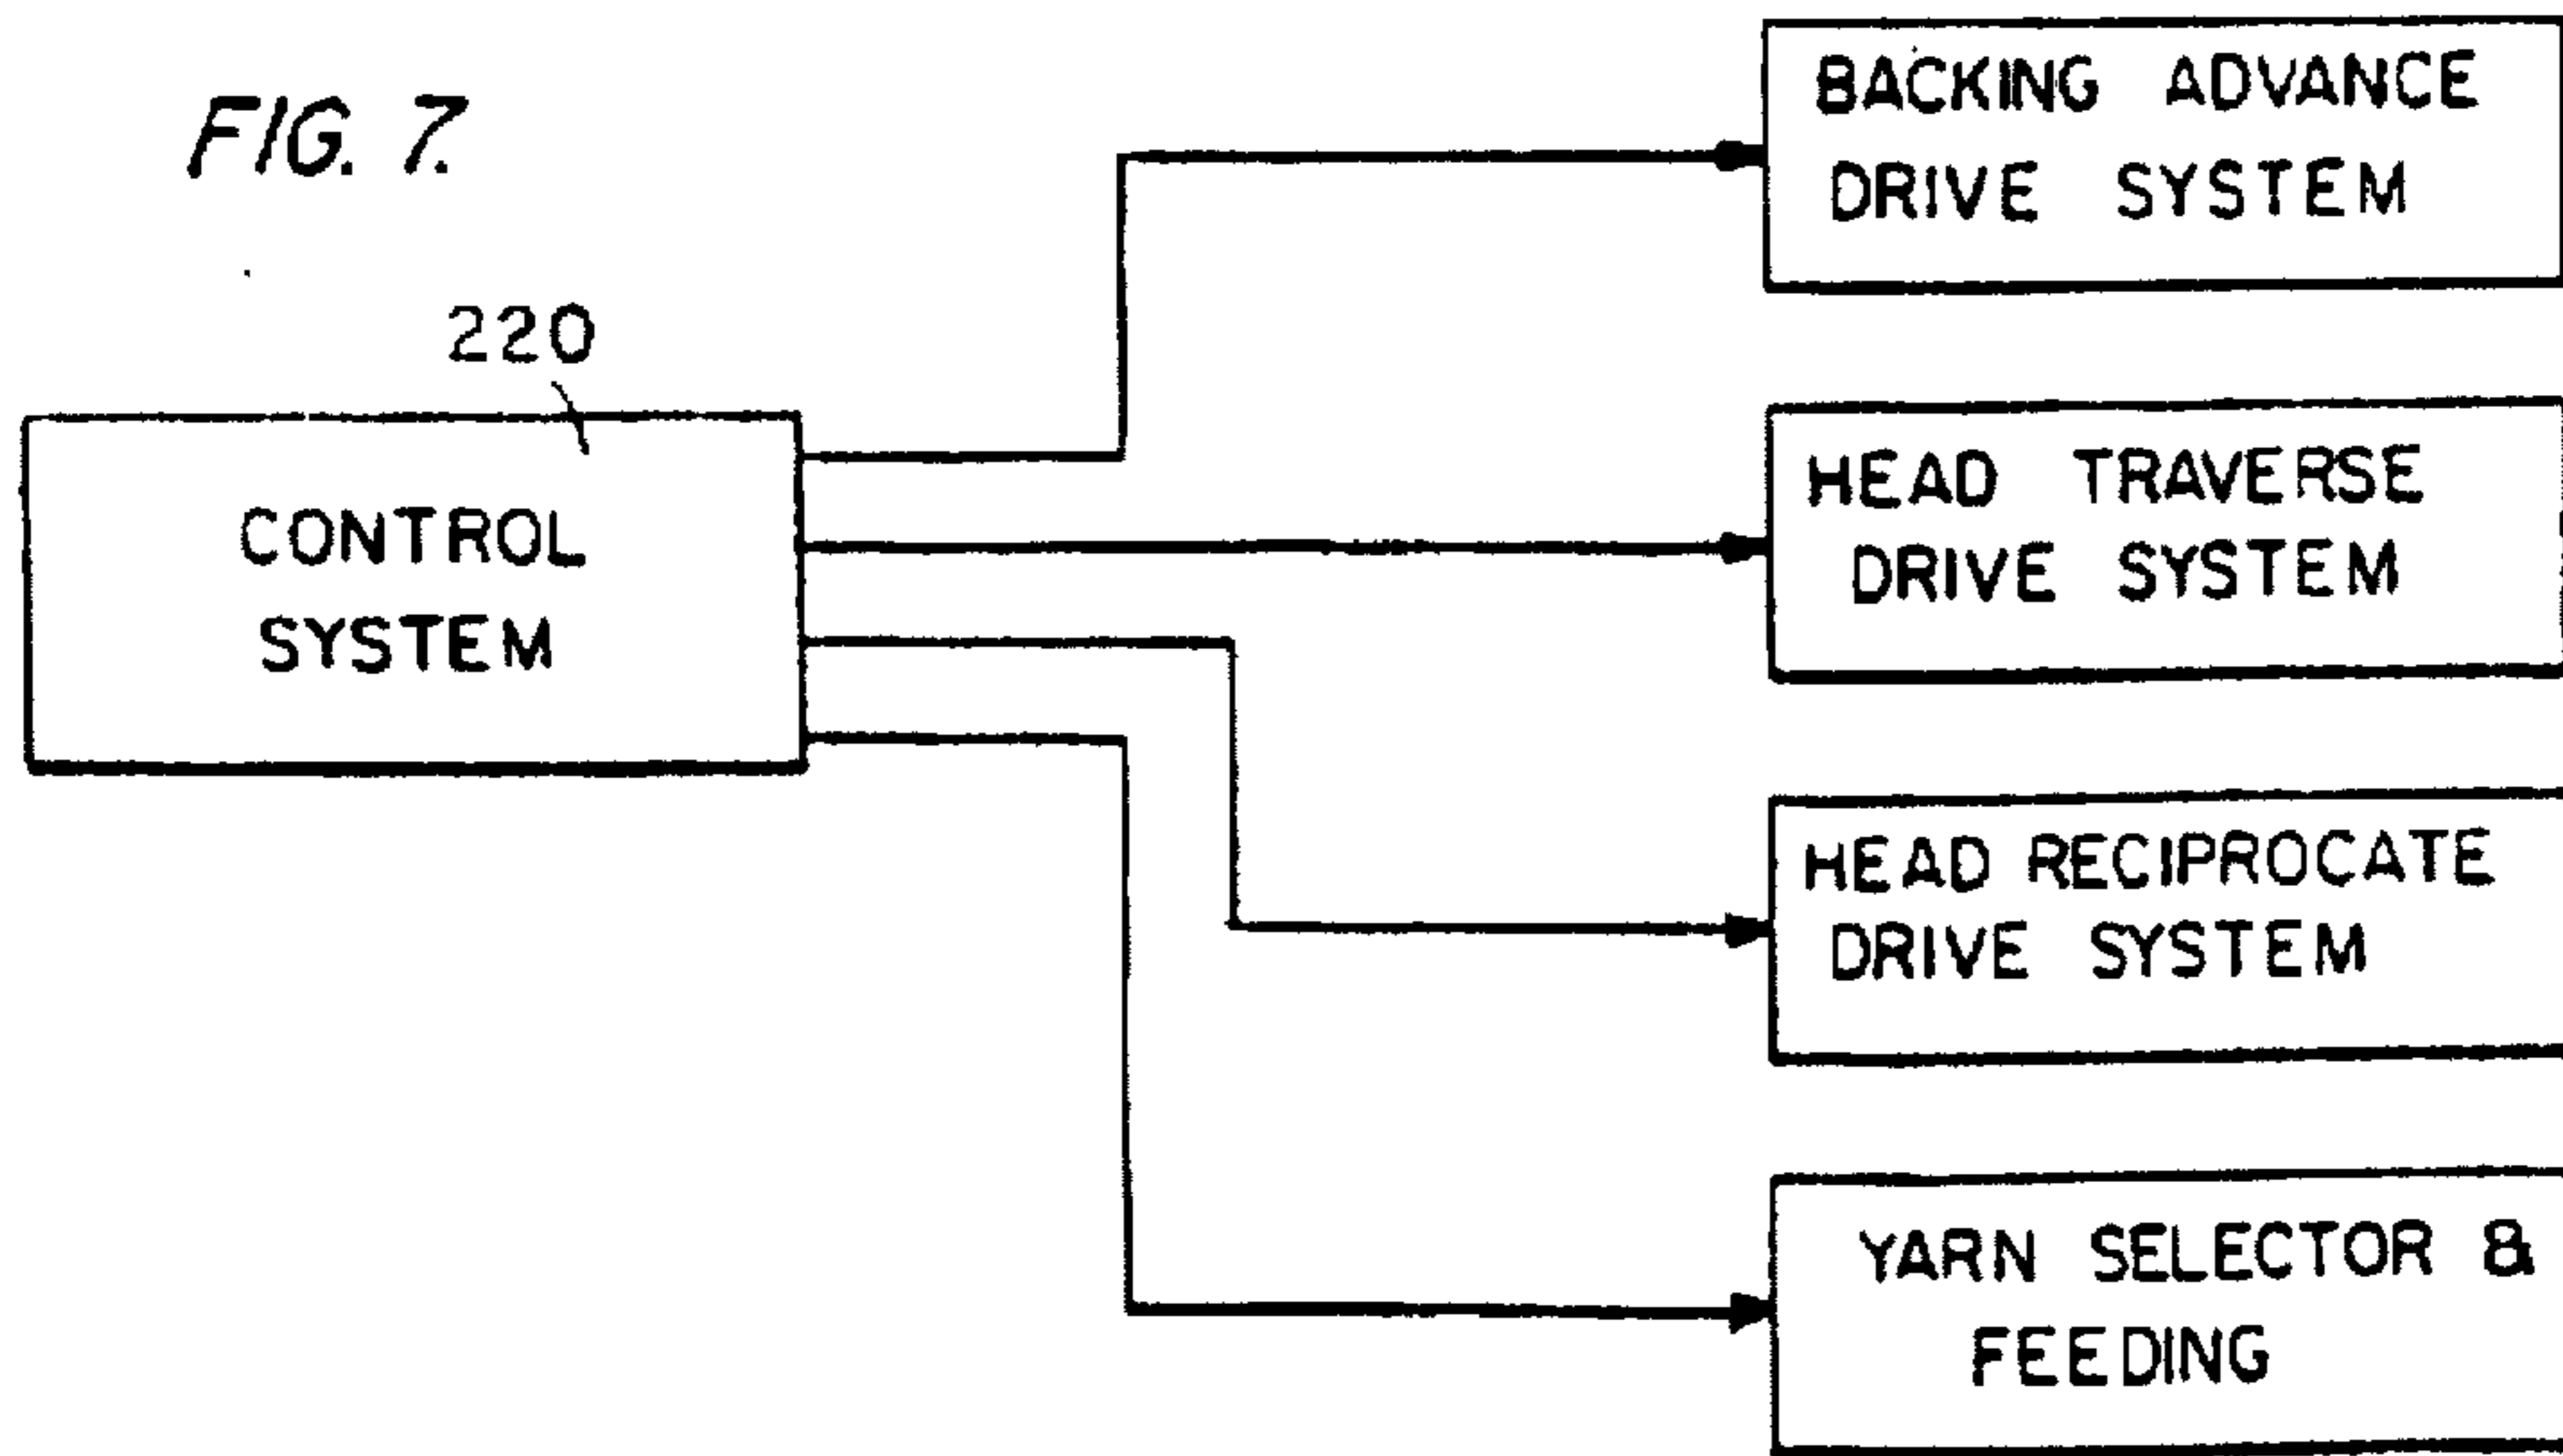 FIG. 7.
220
CONTROL
SYSTEM
BACKING ADVANCE
DRIVE SYSTEM
HEAD TRAVERSE
DRIVE SYSTEM
HEAD RECIPROCATE
DRIVE SYSTEM
YARN SELECTOR &
FEEDING